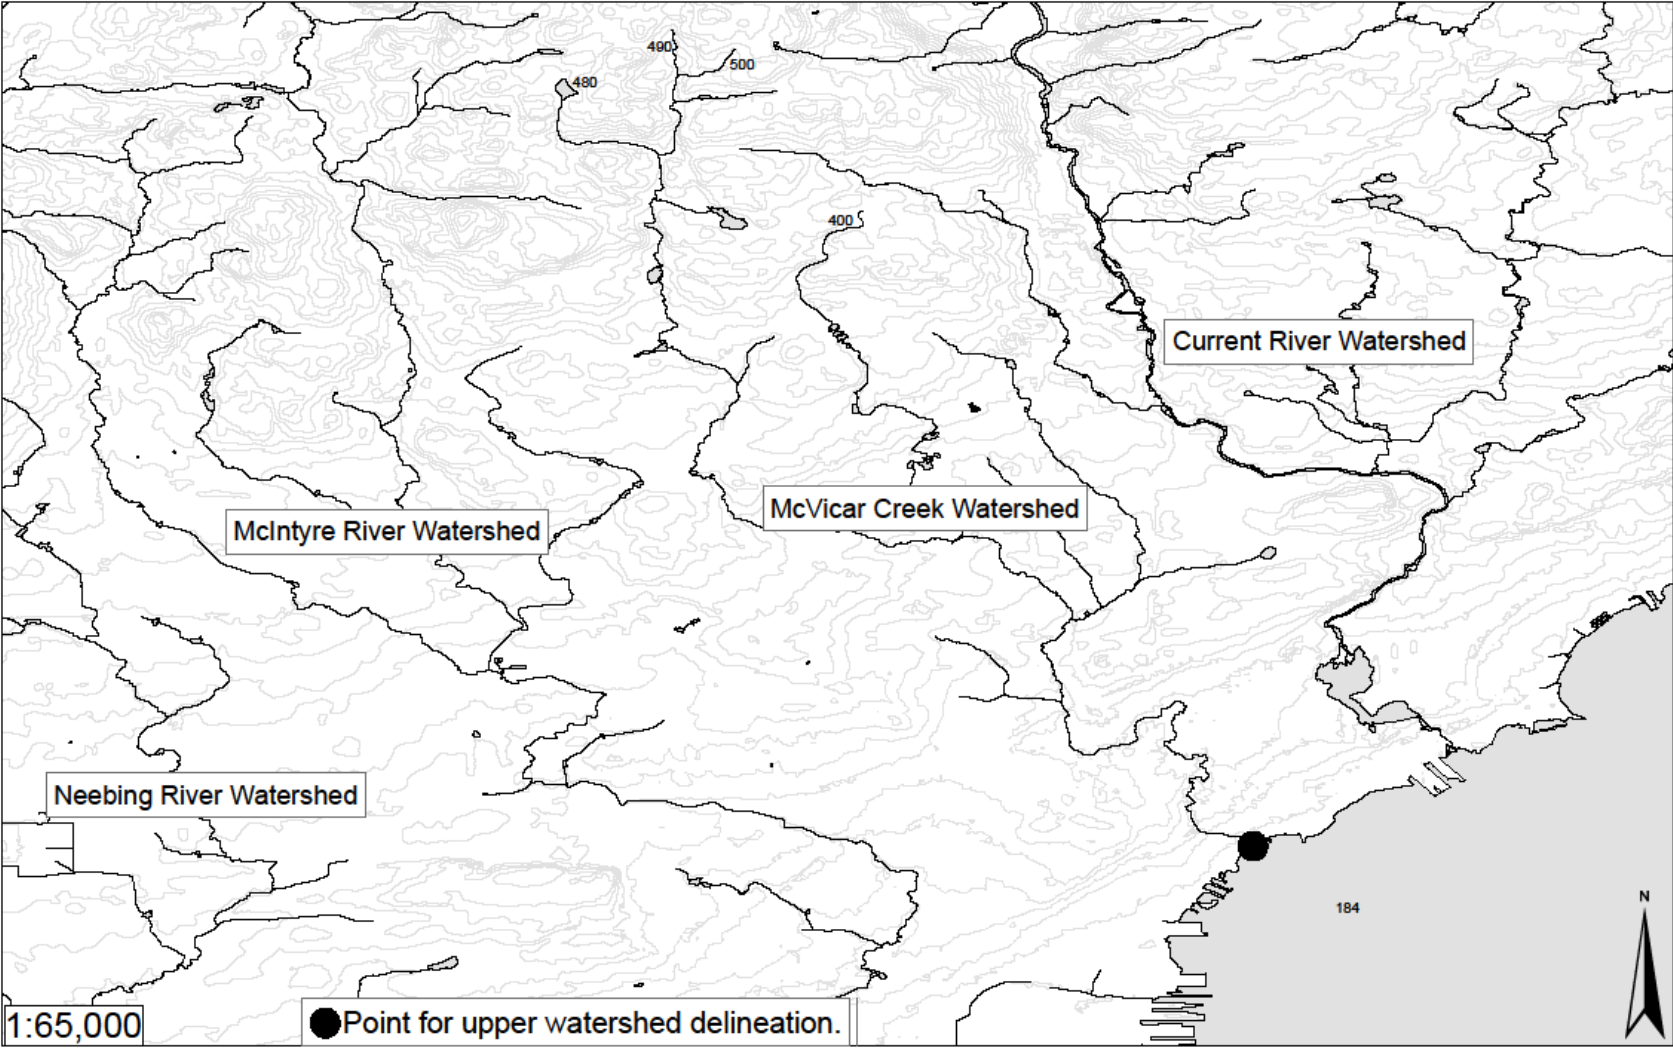 490
500
480
400
Current River Watershed
McVicar Creek Watershed
McIntyre River Watershed
Neebing River Watershed
N
184
1:65,000
Point for upper watershed delineation.